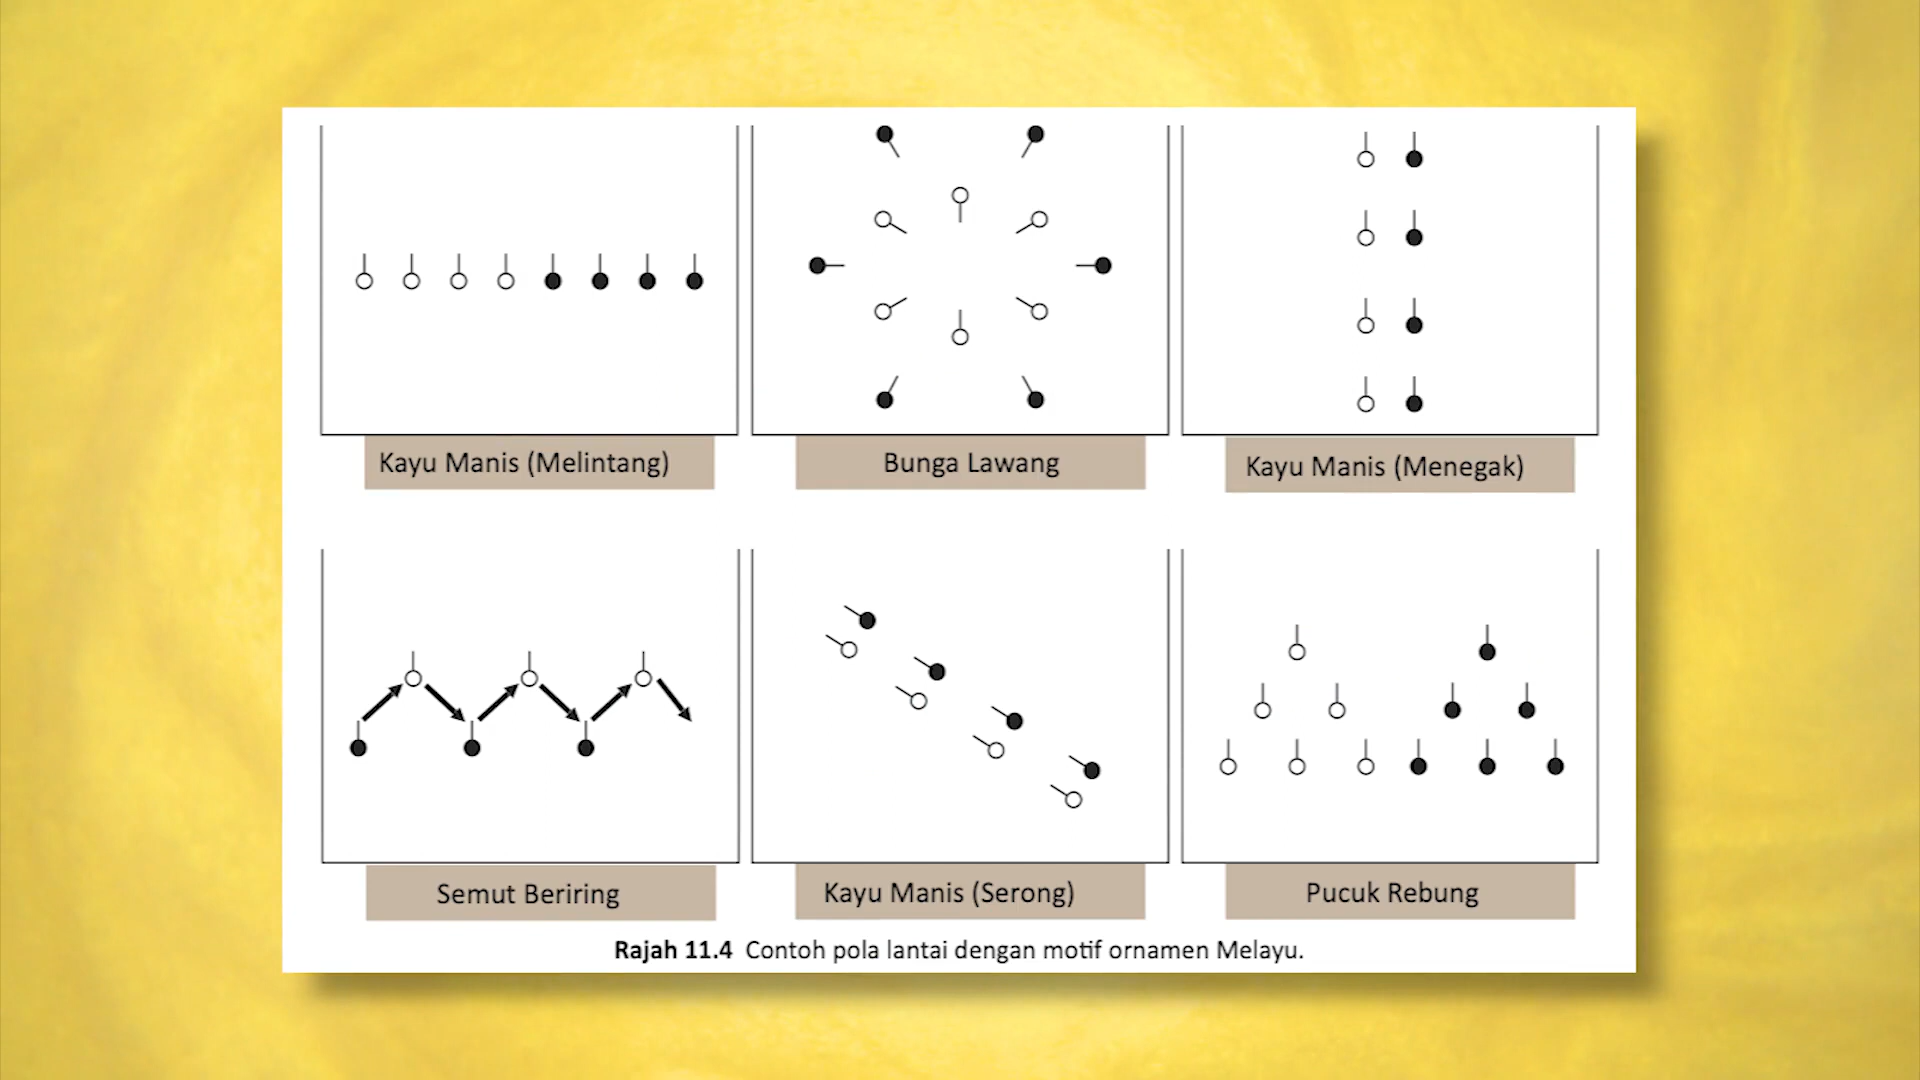 Kayu Manis (Melintang)
Bunga Lawang
Kayu Manis (Menegak)
Semut Beriring
Kayu Manis (Serong)
Pucuk Rebung
Rajah 11.4 Contoh pola lantai dengan motif ornamen Melayu.